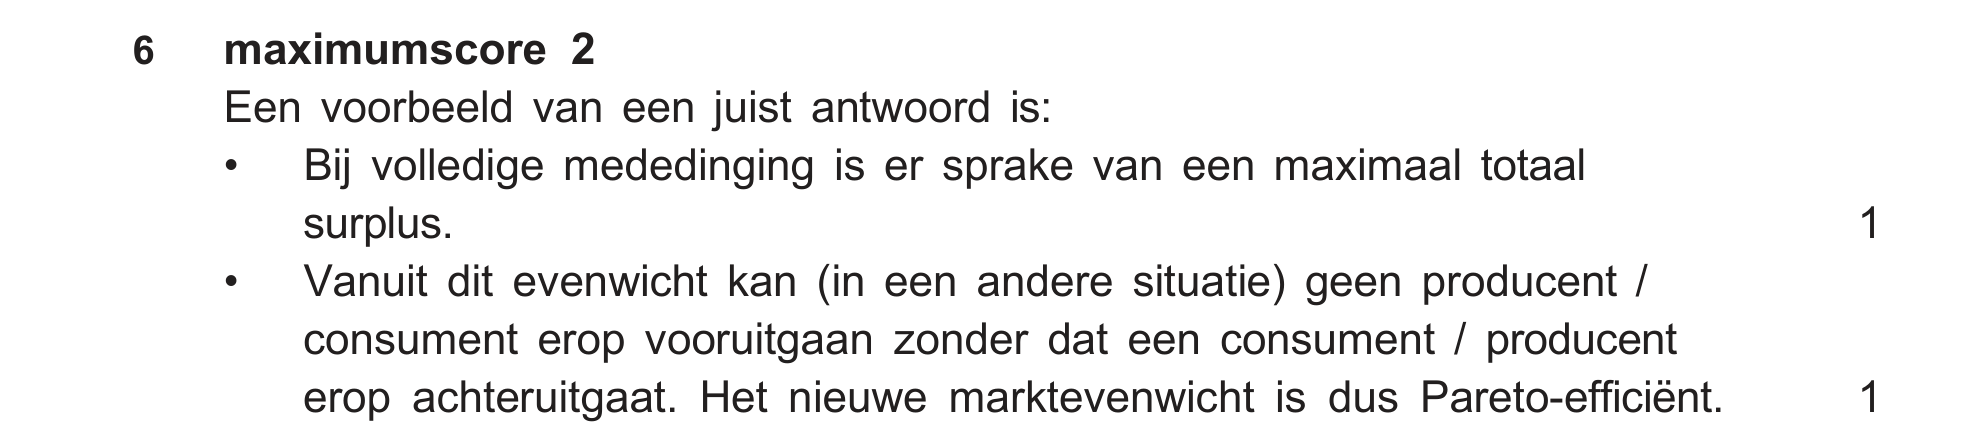 6 maximumscore 2
Een voorbeeld van een juist antwoord is:
• Bij volledige mededinging is er sprake van een maximaal totaal
surplus. 1
• Vanuit dit evenwicht kan (in een andere situatie) geen producent /
consument erop vooruitgaan zonder dat een consument / producent
erop achteruitgaat. Het nieuwe marktevenwicht is dus Pareto-efficiënt. 1